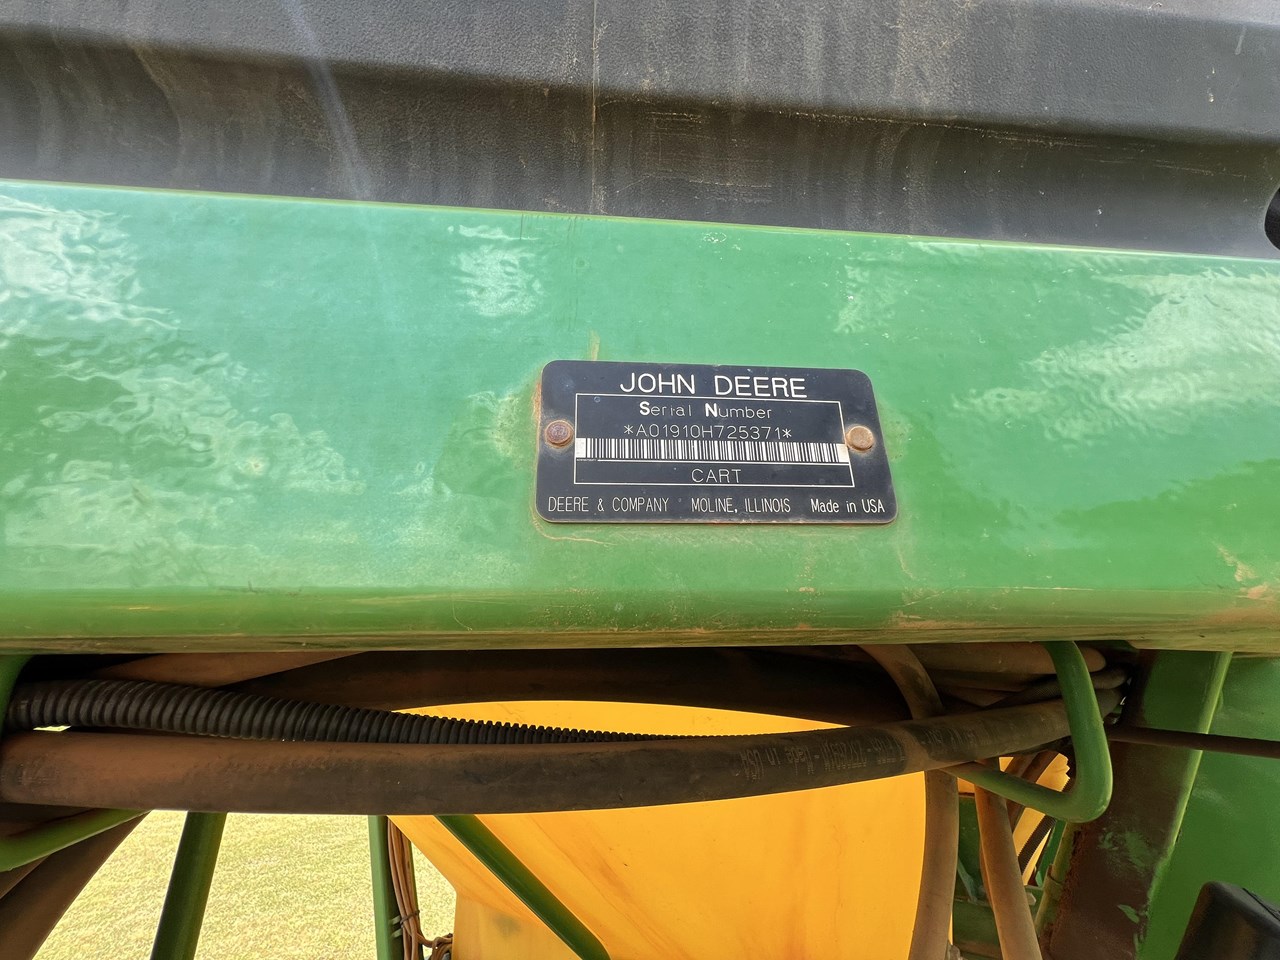 JOHN DEERE
Serial Number
*A01910H725371*
CART
DEERE & COMPANY MOLINE, ILLINOIS Made in USA